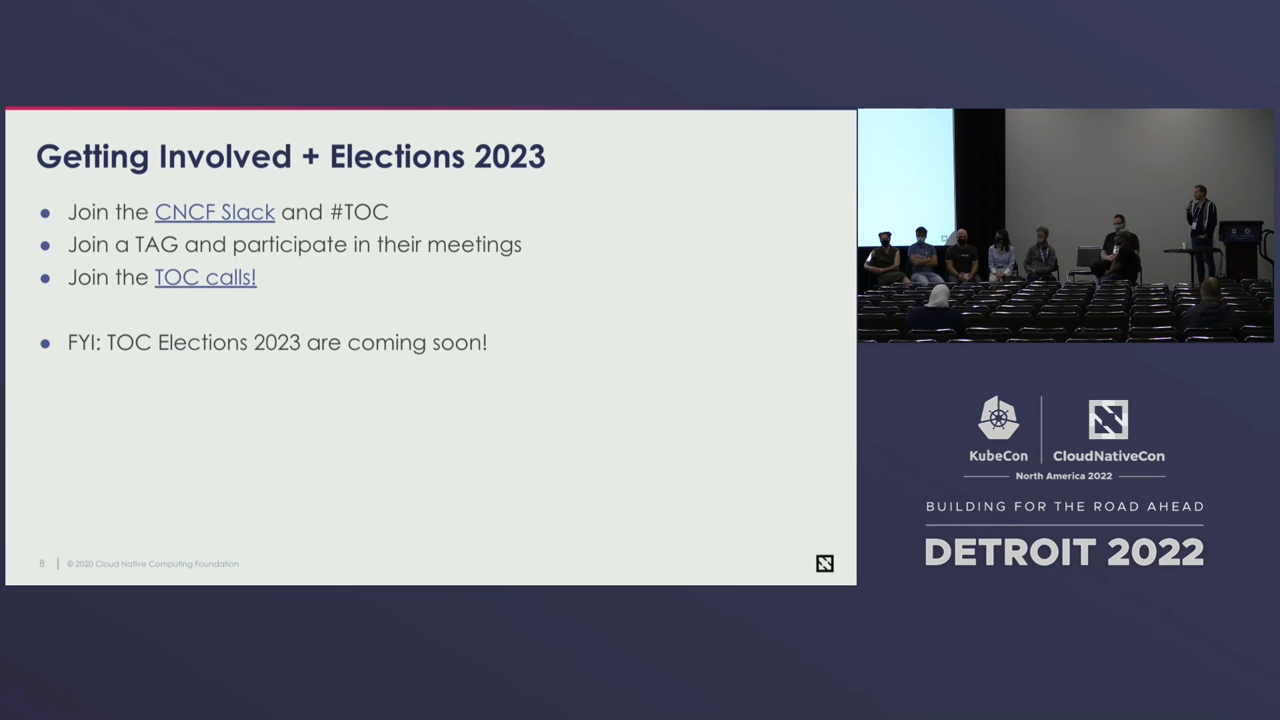 Getting Involved + Elections 2023
● Join the CNCF Slack and #TOC
● Join a TAG and participate in their meetings
● Join the TOC calls!
● FYI: TOC Elections 2023 are coming soon!
8 | © 2020 Cloud Native Computing Foundation
KubeCon | CloudNativeCon
North America 2022
BUILDING FOR THE ROAD AHEAD
DETROIT 2022